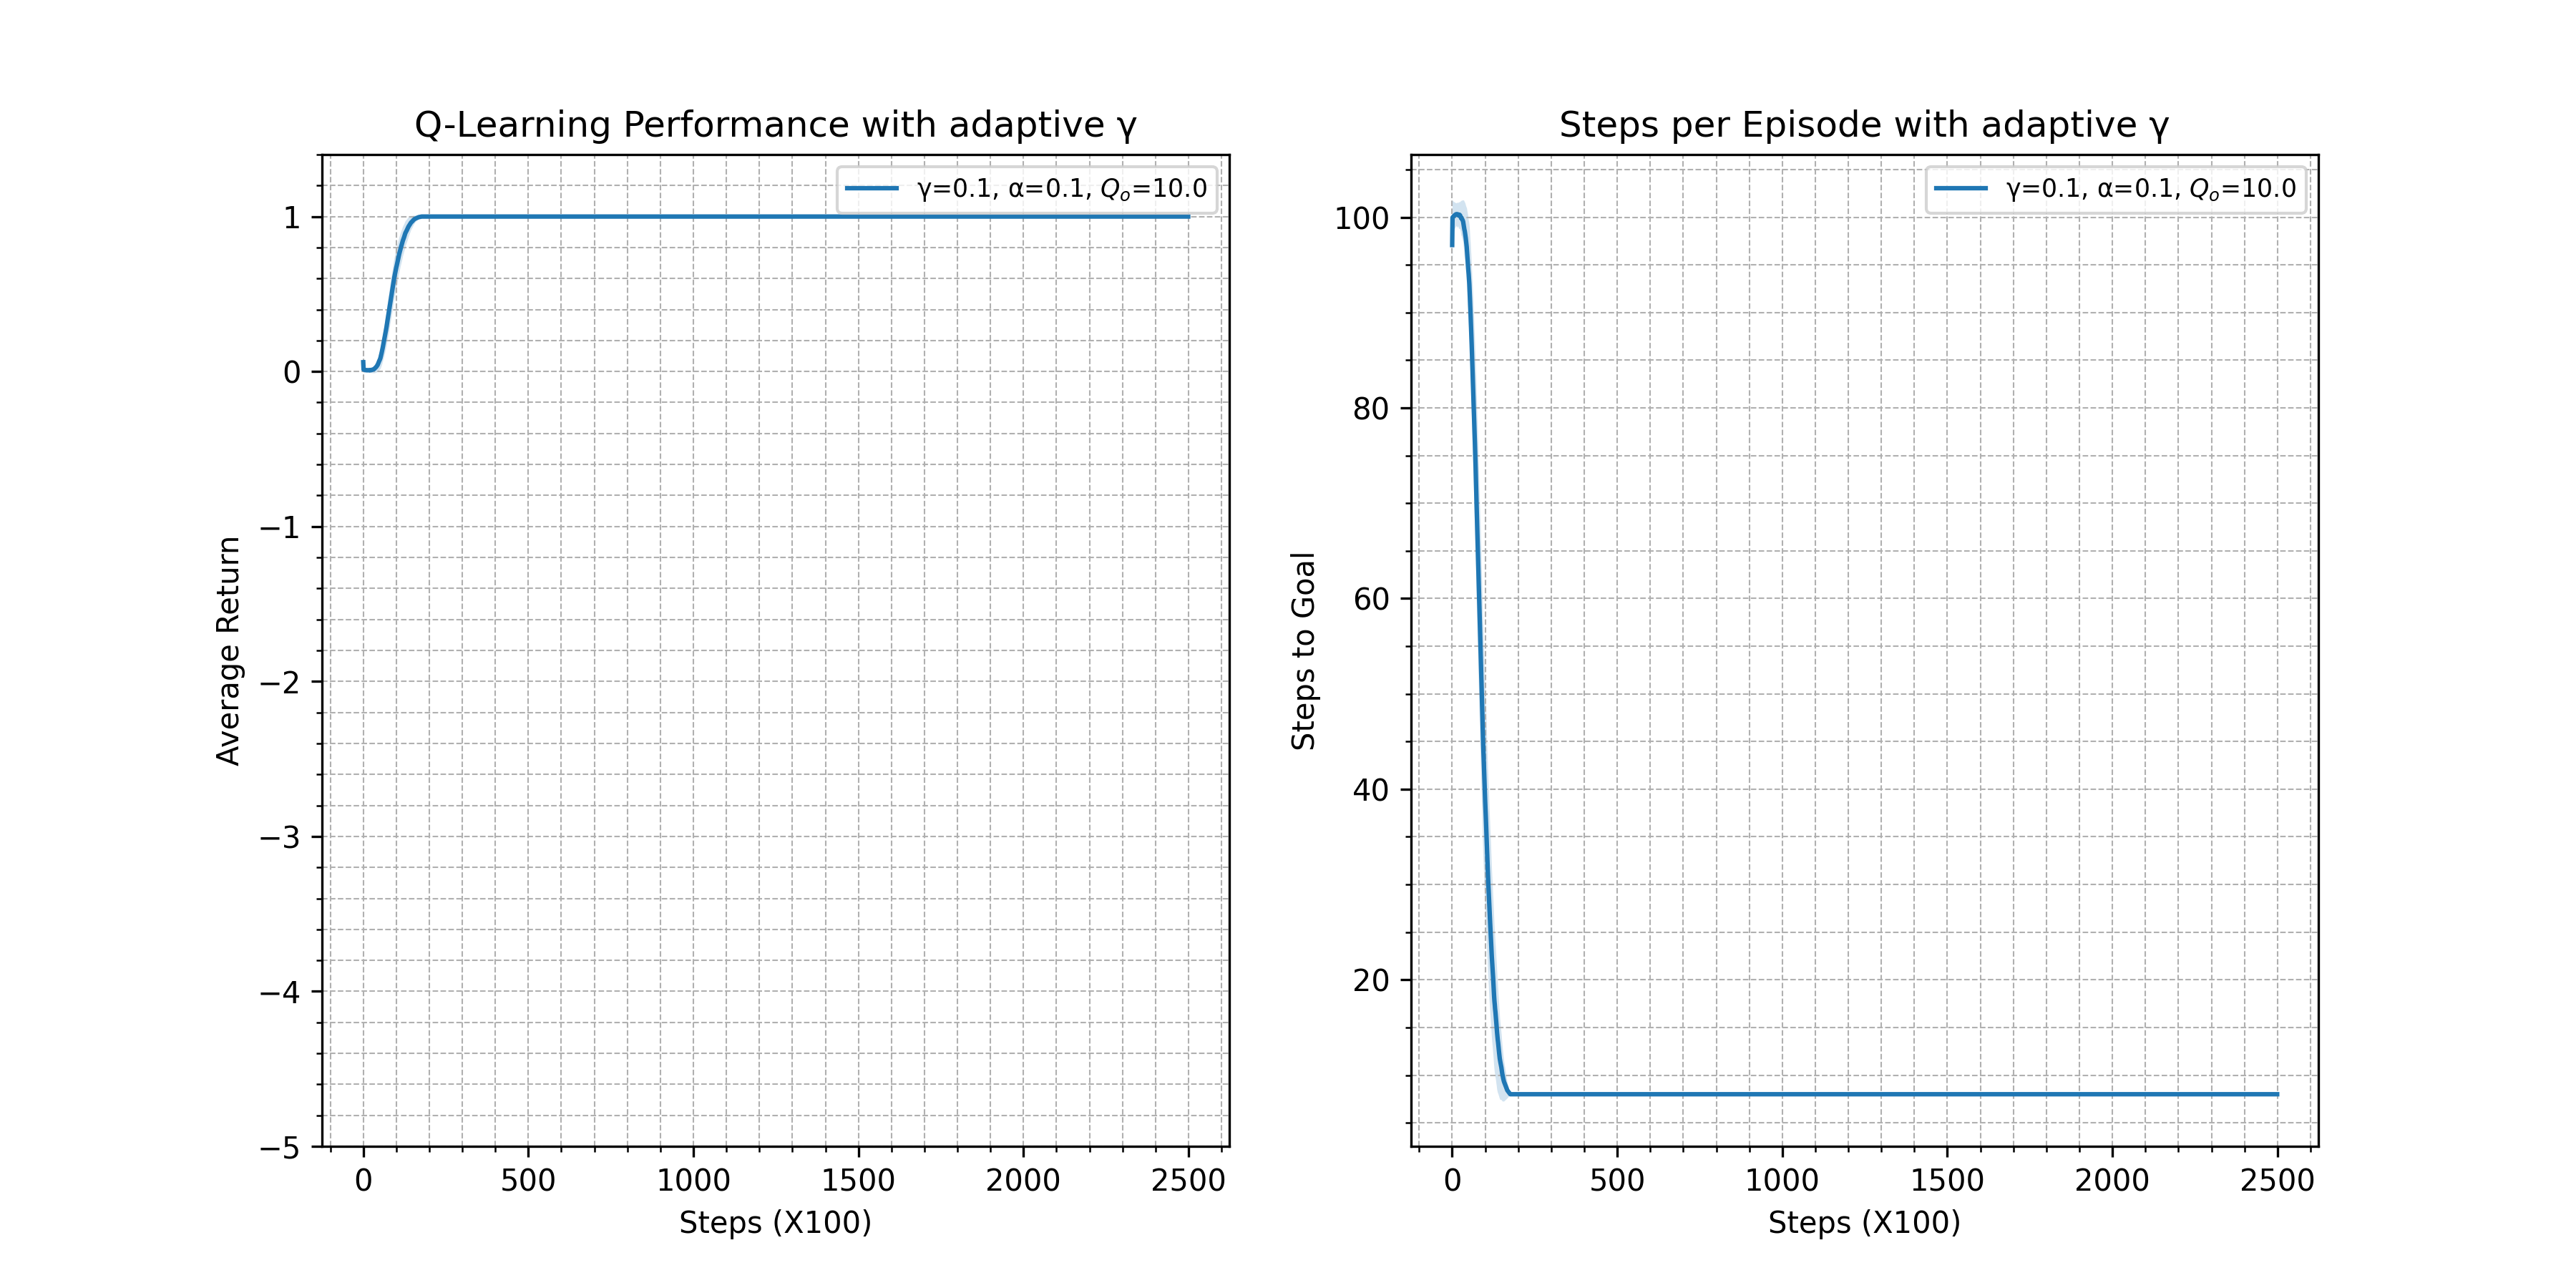 Q-Learning Performance with adaptive γ
γ=0.1, α=0.1, Qₒ=10.0
1
0
−1
−2
−3
−4
−5
Average Return
0 500 1000 1500 2000 2500
Steps (X100)
Steps per Episode with adaptive γ
γ=0.1, α=0.1, Qₒ=10.0
100
80
60
40
20
Steps to Goal
0 500 1000 1500 2000 2500
Steps (X100)